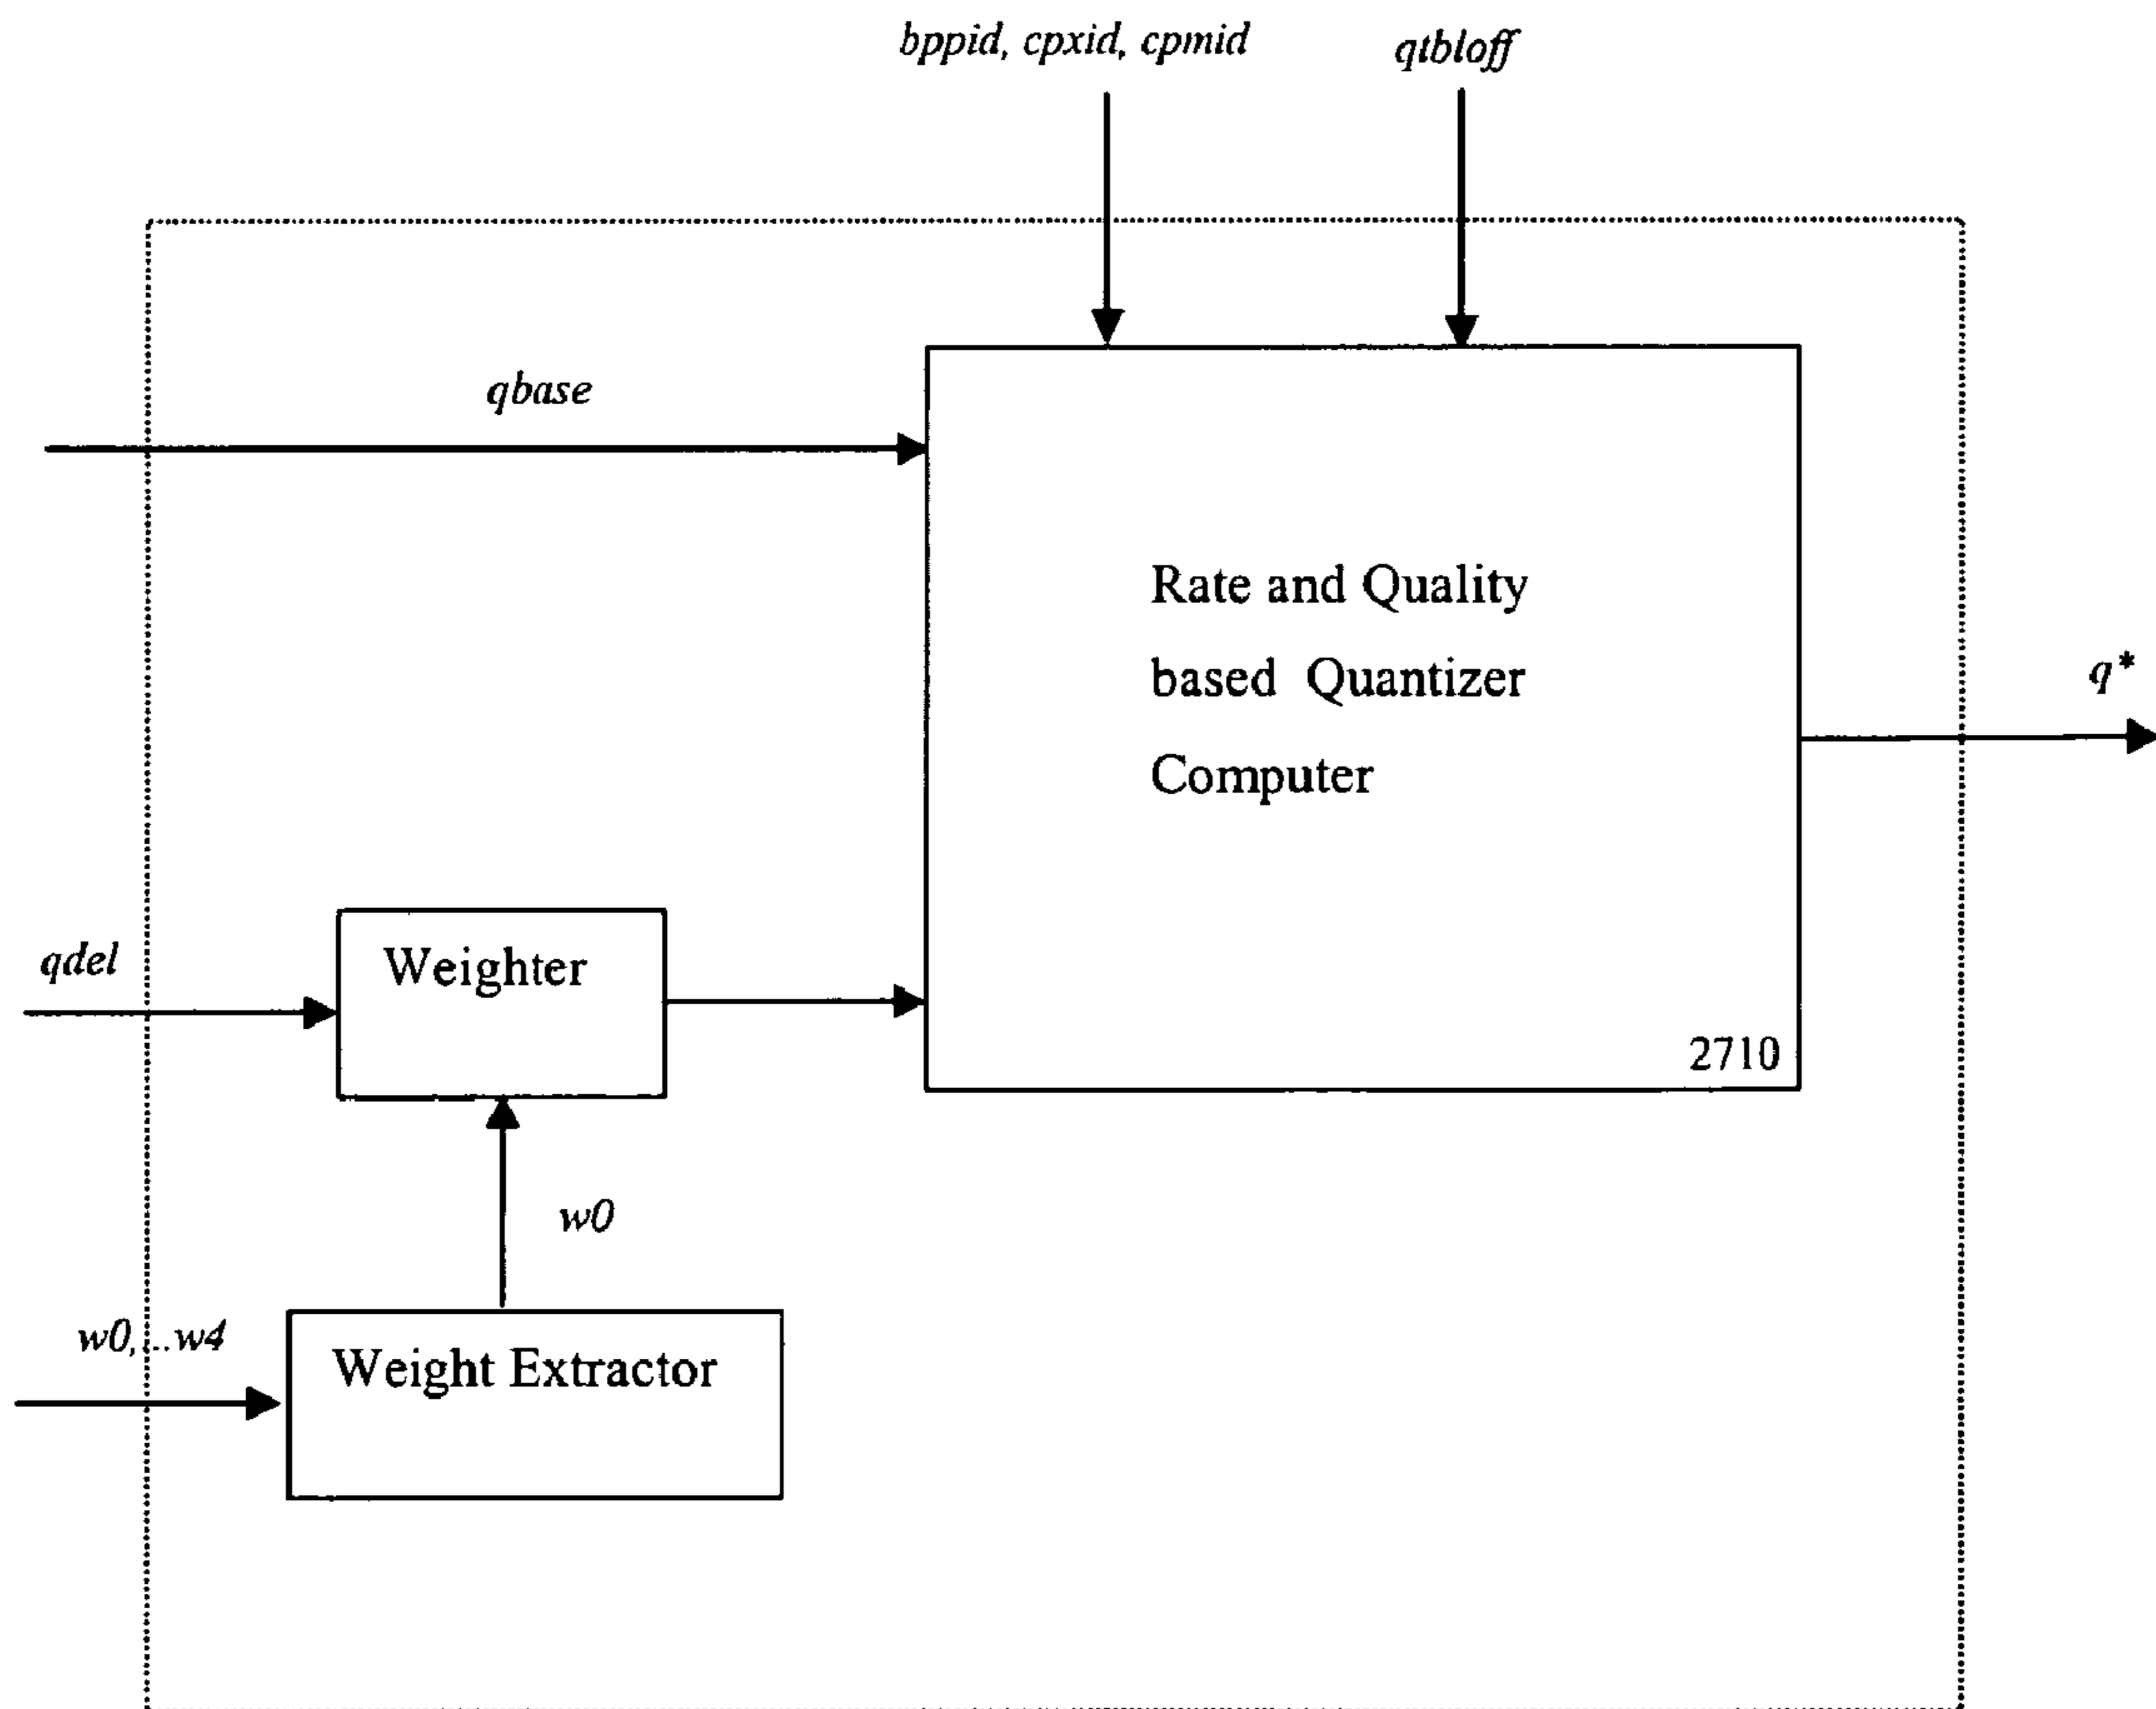 bppid, cpxid, cpmid
qtbloff
qbase
Rate and Quality
based Quantizer
Computer
q*
qdel
Weighter
2710
w0
w0,...w4
Weight Extractor